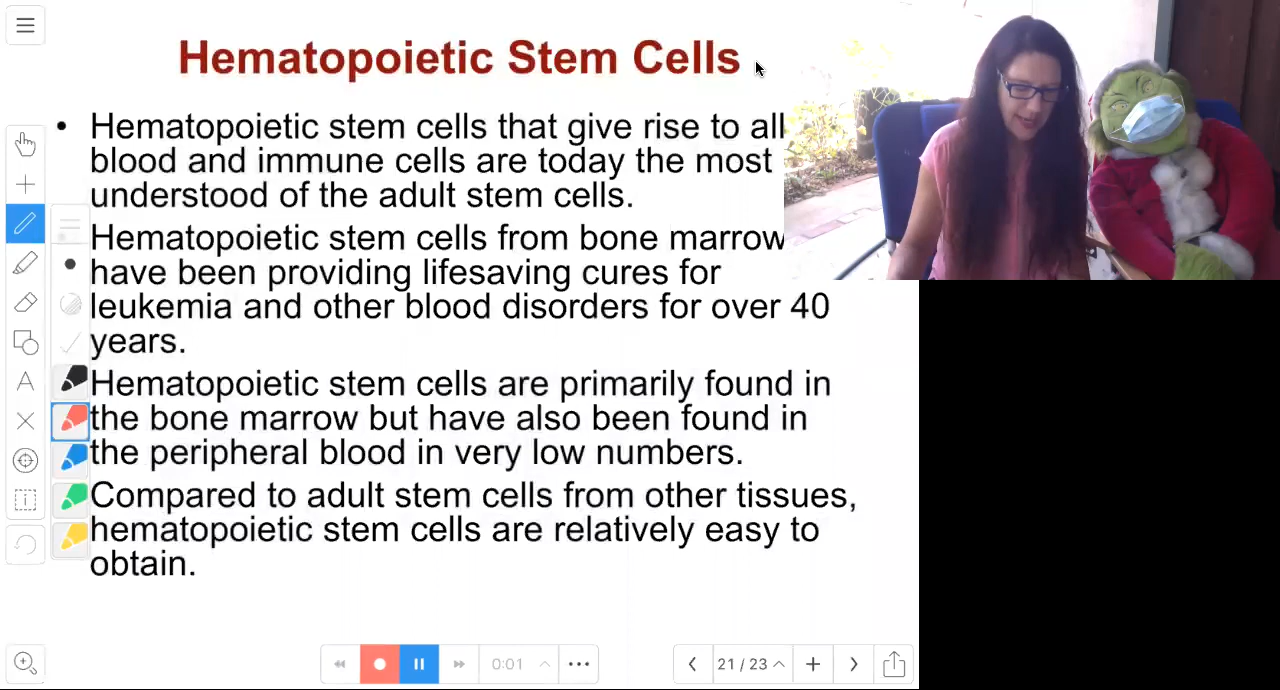 Hematopoietic Stem Cells
• Hematopoietic stem cells that give rise to all
blood and immune cells are today the most
understood of the adult stem cells.
Hematopoietic stem cells from bone marrow
have been providing lifesaving cures for
leukemia and other blood disorders for over 40
years.
Hematopoietic stem cells are primarily found in
the bone marrow but have also been found in
the peripheral blood in very low numbers.
Compared to adult stem cells from other tissues,
hematopoietic stem cells are relatively easy to
obtain.
A
0:01
21 / 23